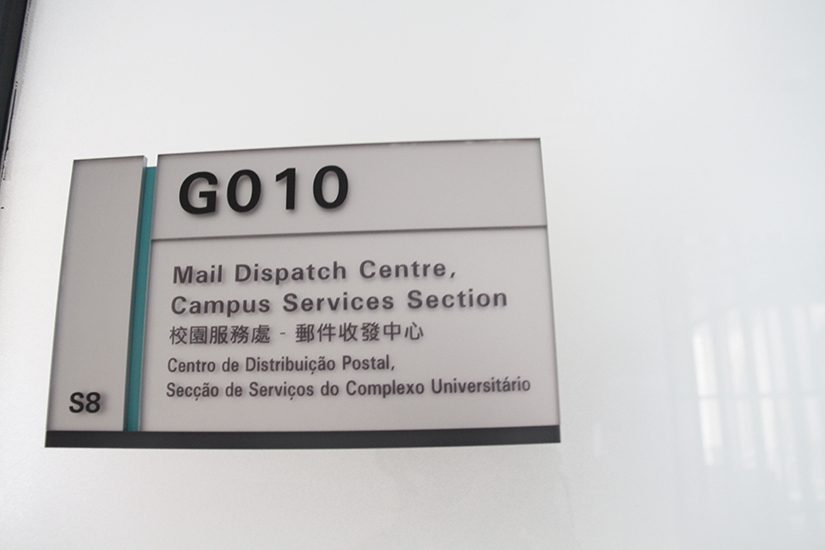 G010
Mail Dispatch Centre,
Campus Services Section
校園服務處 - 郵件收發中心
Centro de Distribuição Postal,
Secção de Serviços do Complexo Universitário
S8